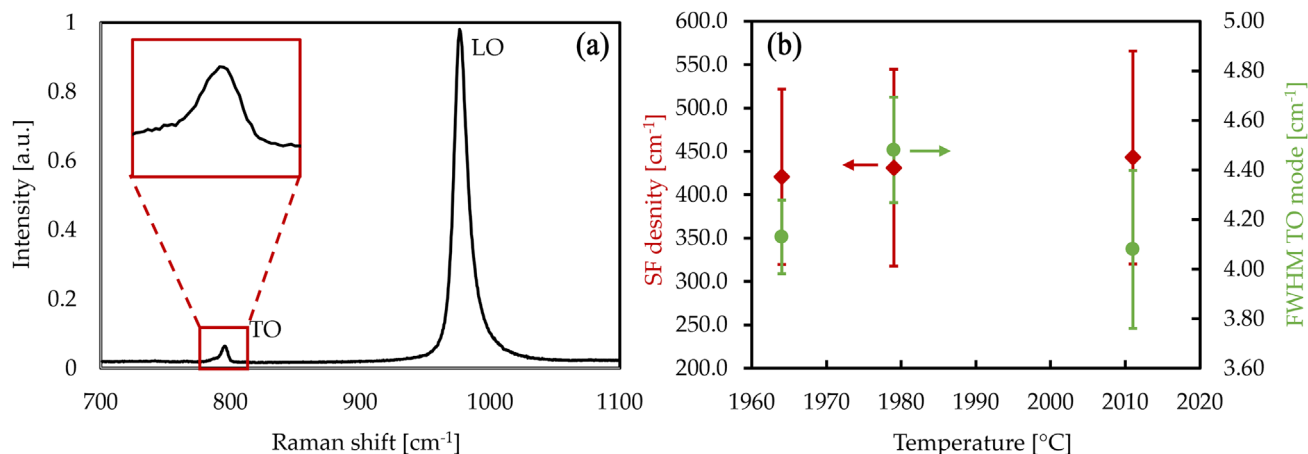 (a)
Intensity [a.u.]
1
0.8
0.6
0.4
0.2
0
LO
TO
700 800 900 1000 1100
Raman shift [cm⁻¹]
(b)
SF desnity [cm⁻¹]
600.0
550.0
500.0
450.0
400.0
350.0
300.0
250.0
200.0
5.00
4.80
4.60
4.40
4.20
4.00
3.80
3.60
FWHM TO mode [cm⁻¹]
1960 1970 1980 1990 2000 2010 2020
Temperature [°C]